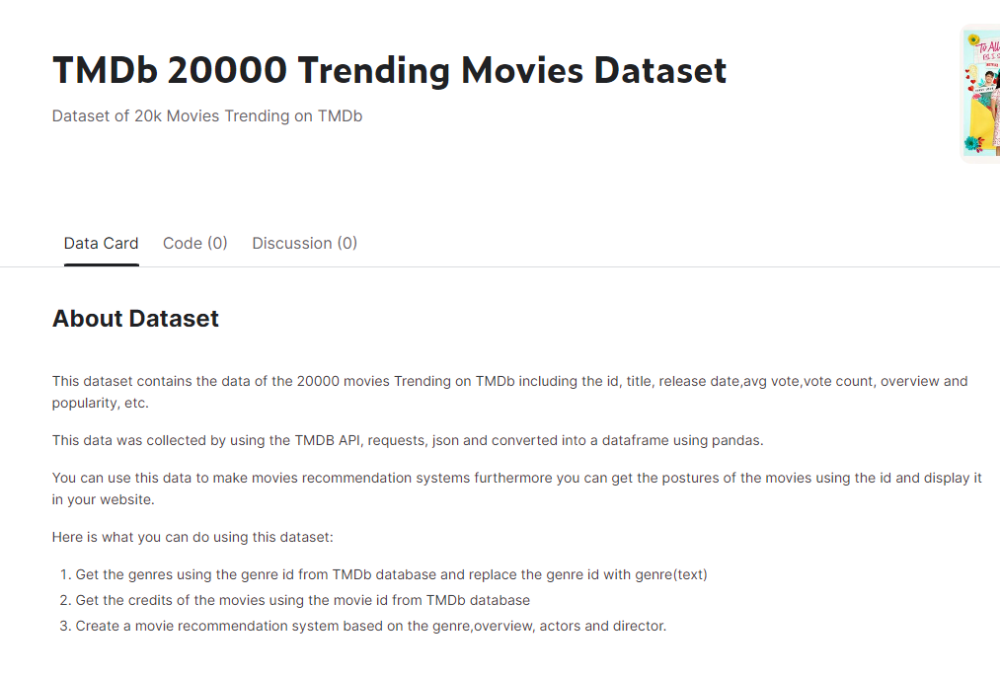 TMDb 20000 Trending Movies Dataset
Dataset of 20k Movies Trending on TMDb
To All
Data Card Code (0) Discussion (0)
About Dataset
This dataset contains the data of the 20000 movies Trending on TMDb including the id, title, release date,avg vote,vote count, overview and
popularity, etc.
This data was collected by using the TMDB API, requests, json and converted into a dataframe using pandas.
You can use this data to make movies recommendation systems furthermore you can get the postures of the movies using the id and display it
in your website.
Here is what you can do using this dataset:
1. Get the genres using the genre id from TMDb database and replace the genre id with genre(text)
2. Get the credits of the movies using the movie id from TMDb database
3. Create a movie recommendation system based on the genre,overview, actors and director.